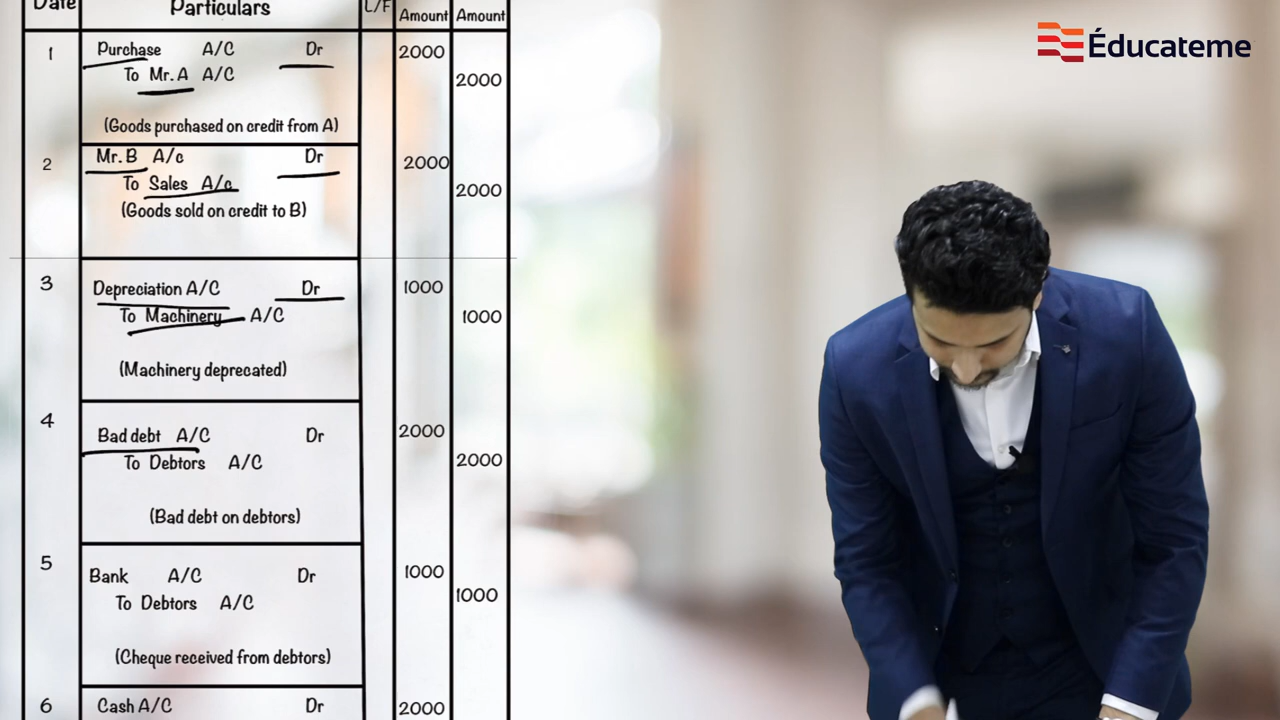 Date Particulars L/F Amount Amount
Éducateme
1 Purchase A/C Dr 2000
To Mr. A A/C 2000
(Goods purchased on credit from A)
2 Mr. B A/c Dr 2000
To Sales A/c 2000
(Goods sold on credit to B)
3 Depreciation A/C Dr 1000
To Machinery A/C 1000
(Machinery deprecated)
4 Bad debt A/C Dr 2000
To Debtors A/C 2000
(Bad debt on debtors)
5 Bank A/C Dr 1000
To Debtors A/C 1000
(Cheque received from debtors)
6 Cash A/C Dr 2000